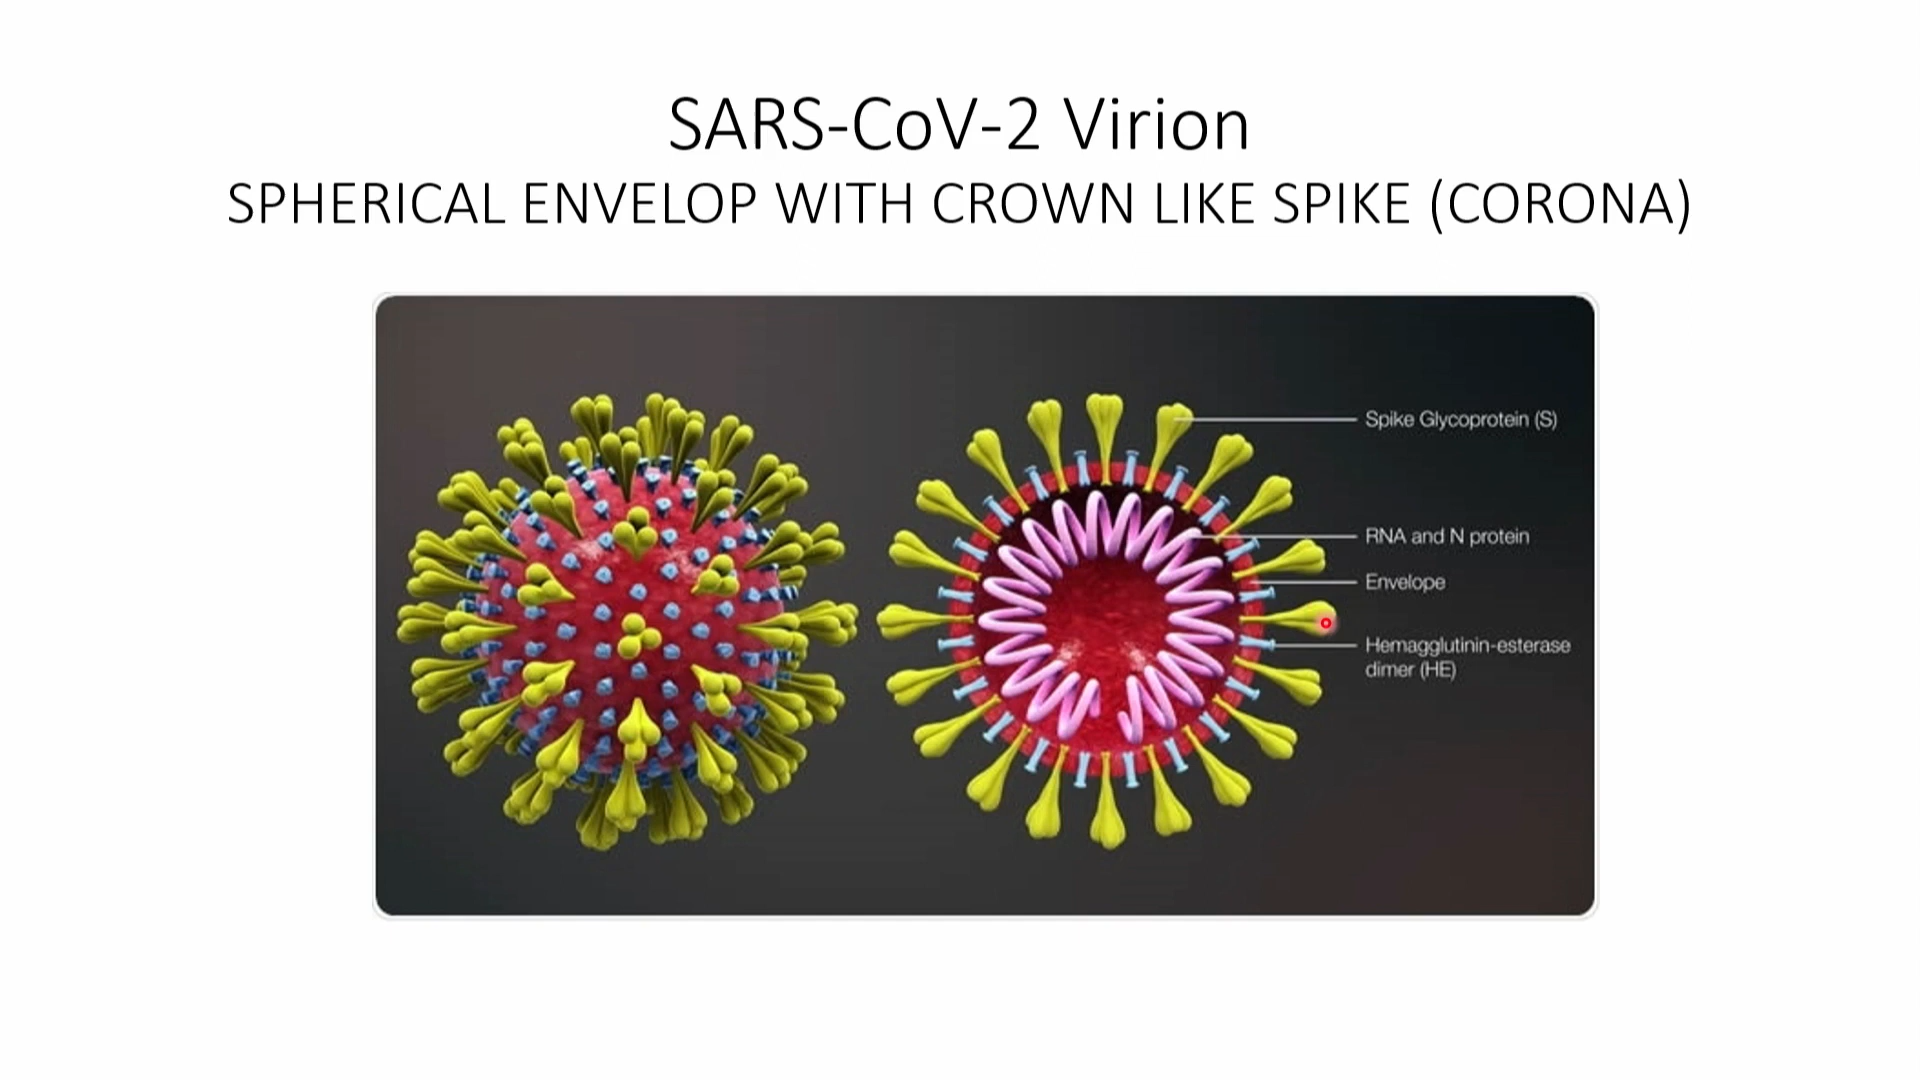 SARS-CoV-2 Virion
SPHERICAL ENVELOP WITH CROWN LIKE SPIKE (CORONA)
Spike Glycoprotein (S)
RNA and N protein
Envelope
Hemagglutinin-esterase
dimer (HE)